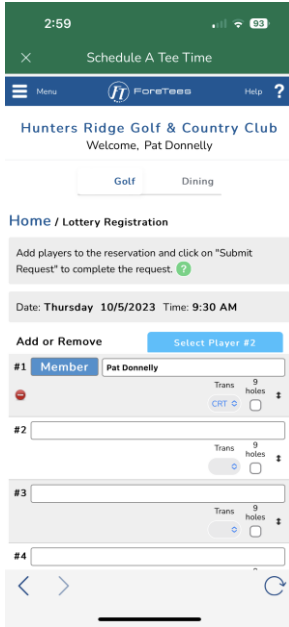 2:59
93
Schedule A Tee Time
Menu
FT ForeTees
Help ?
Hunters Ridge Golf & Country Club
Welcome, Pat Donnelly
Golf Dining
Home / Lottery Registration
Add players to the reservation and click on "Submit
Request" to complete the request. ?
Date: Thursday 10/5/2023 Time: 9:30 AM
Add or Remove Select Player #2
#1 Member Pat Donnelly
Trans 9 holes
CRT
#2
Trans 9 holes
#3
Trans 9 holes
#4